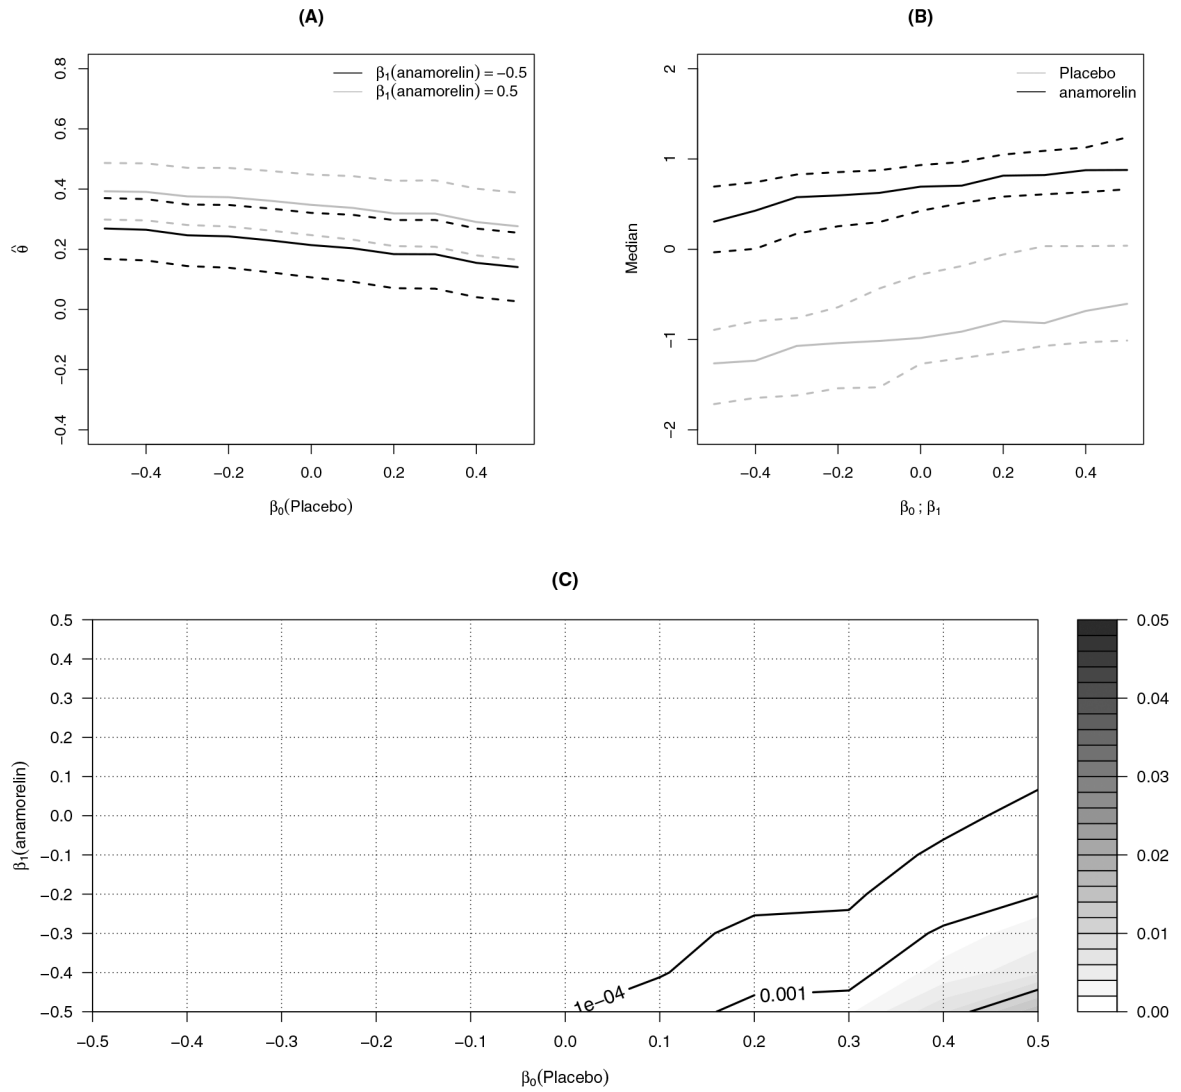 (A)
β₁(anamorelin) = −0.5
β₁(anamorelin) = 0.5
0.8
0.6
0.4
0.2
0.0
−0.2
−0.4
θ̂
−0.4 −0.2 0.0 0.2 0.4
β₀(Placebo)
(B)
Placebo
anamorelin
2
1
0
−1
−2
Median
−0.4 −0.2 0.0 0.2 0.4
β₀ ; β₁
(C)
0.5
0.4
0.3
0.2
0.1
0.0
−0.1
−0.2
−0.3
−0.4
−0.5
β₁(anamorelin)
1e−04
0.001
−0.5 −0.4 −0.3 −0.2 −0.1 0.0 0.1 0.2 0.3 0.4 0.5
β₀(Placebo)
0.05
0.04
0.03
0.02
0.01
0.00